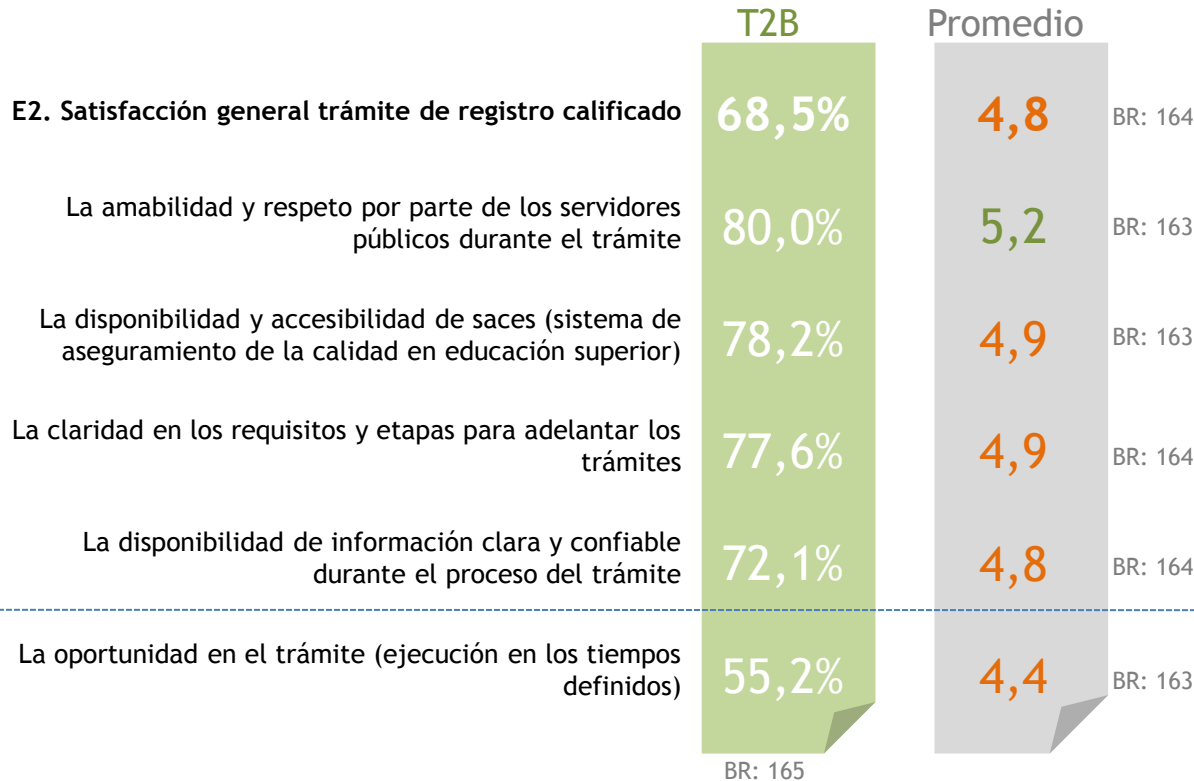 T2B Promedio
E2. Satisfacción general trámite de registro calificado 68,5% 4,8 BR: 164
La amabilidad y respeto por parte de los servidores
públicos durante el trámite 80,0% 5,2 BR: 163
La disponibilidad y accesibilidad de saces (sistema de
aseguramiento de la calidad en educación superior) 78,2% 4,9 BR: 163
La claridad en los requisitos y etapas para adelantar los
trámites 77,6% 4,9 BR: 164
La disponibilidad de información clara y confiable
durante el proceso del trámite 72,1% 4,8 BR: 164
La oportunidad en el trámite (ejecución en los tiempos
definidos) 55,2% 4,4 BR: 163
BR: 165